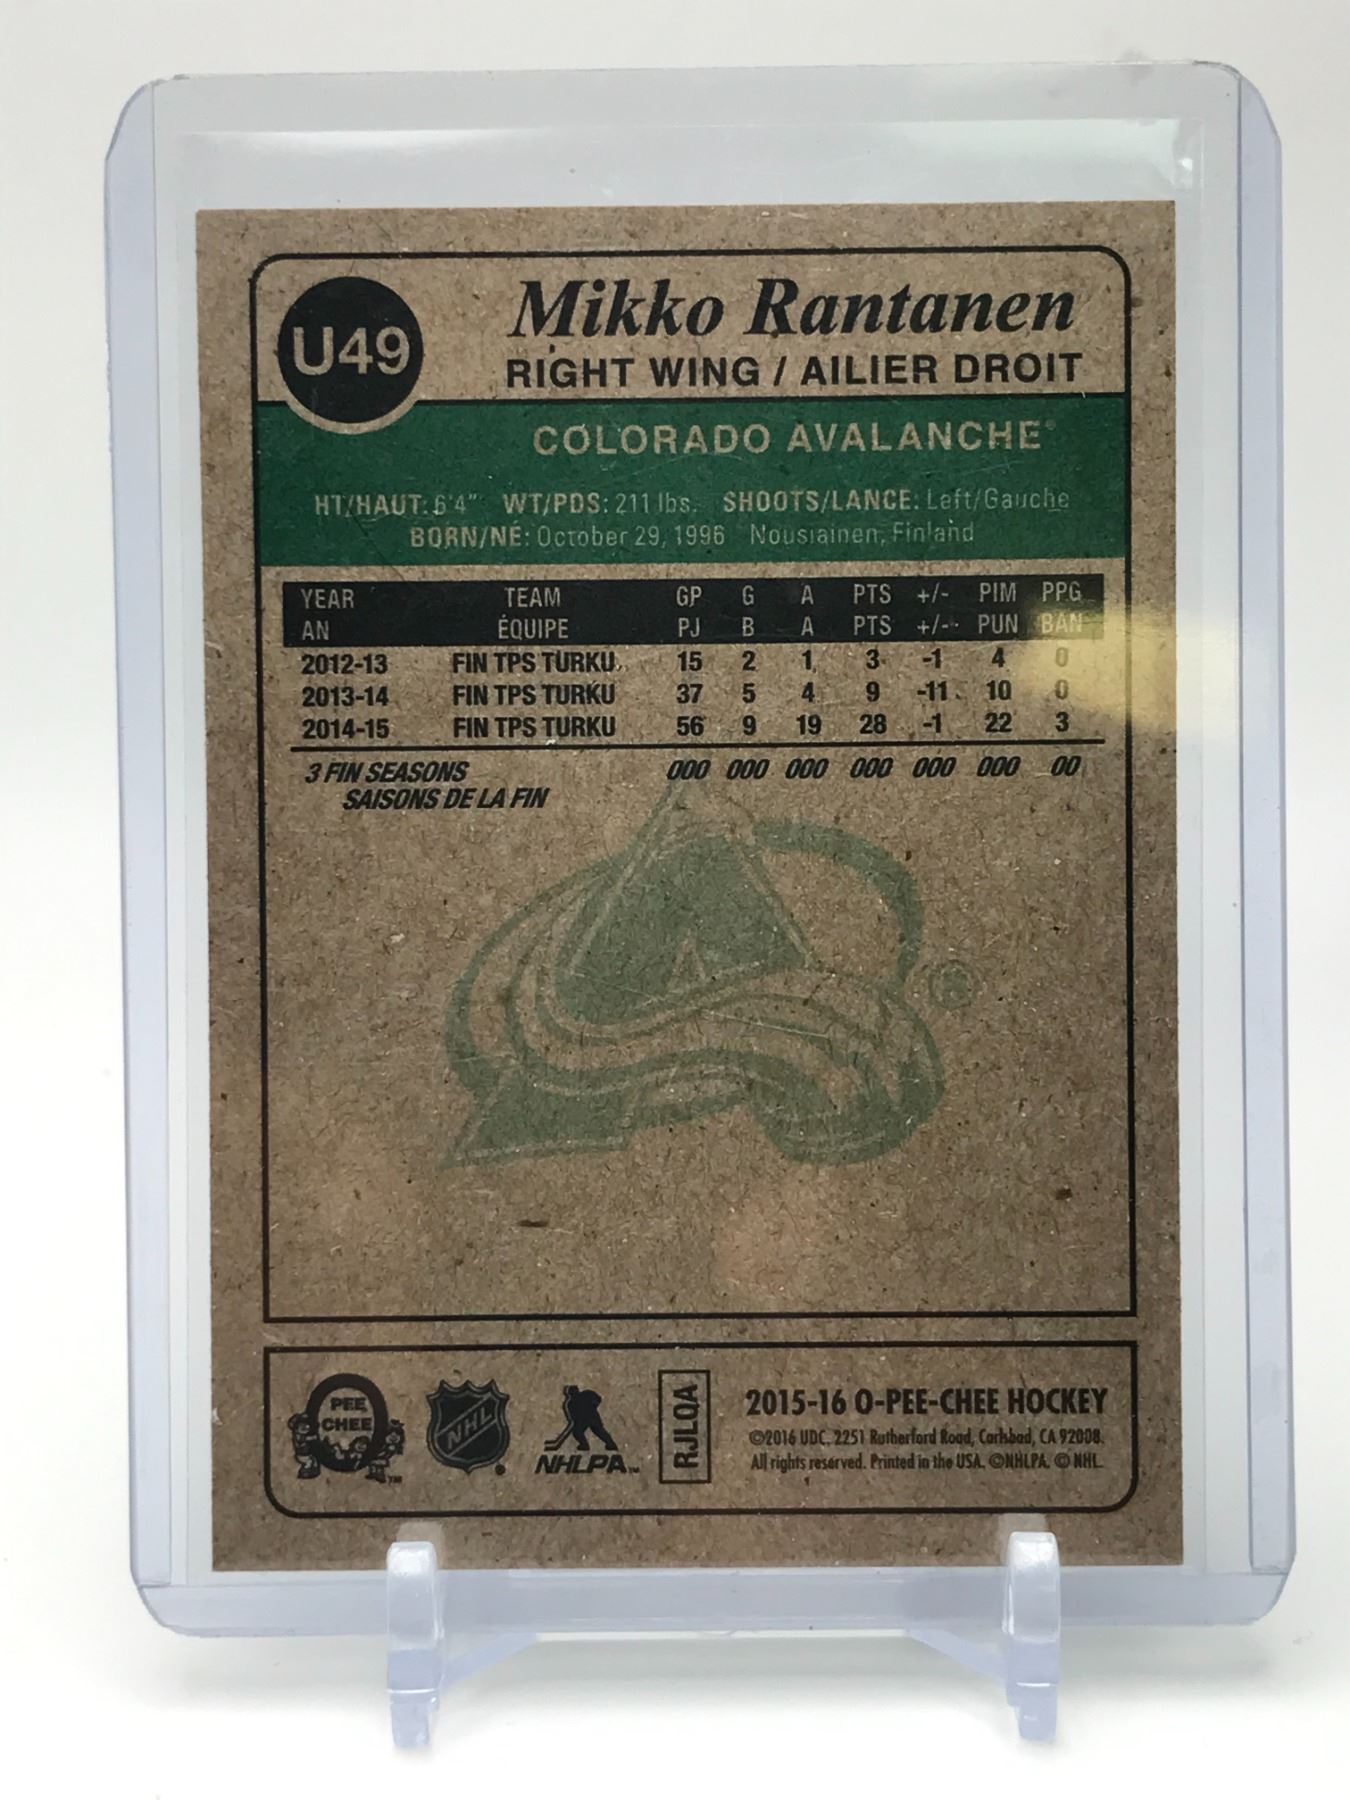 U49
Mikko Rantanen
RIGHT WING / AILIER DROIT
COLORADO AVALANCHE®
HT/HAUT: 6'4" WT/PDS: 211 lbs. SHOOTS/LANCE: Left/Gauche
BORN/NÉ: October 29, 1996 Nousiainen, Finland
YEAR TEAM GP G A PTS +/- PIM PPG
AN ÉQUIPE PJ B A PTS +/- PUN BAN
2012-13 FIN TPS TURKU 15 2 1 3 -1 4 0
2013-14 FIN TPS TURKU 37 5 4 9 -11 10 0
2014-15 FIN TPS TURKU 56 9 19 28 -1 22 3
3 FIN SEASONS 000 000 000 000 000 000 00
SAISONS DE LA FIN
O PEE CHEE TM
NHL
NHLPA TM
RJLQA
2015-16 O-PEE-CHEE HOCKEY
©2016 UDC. 2251 Rutherford Road, Carlsbad, CA 92008.
All rights reserved. Printed in the USA. ©NHLPA. © NHL.